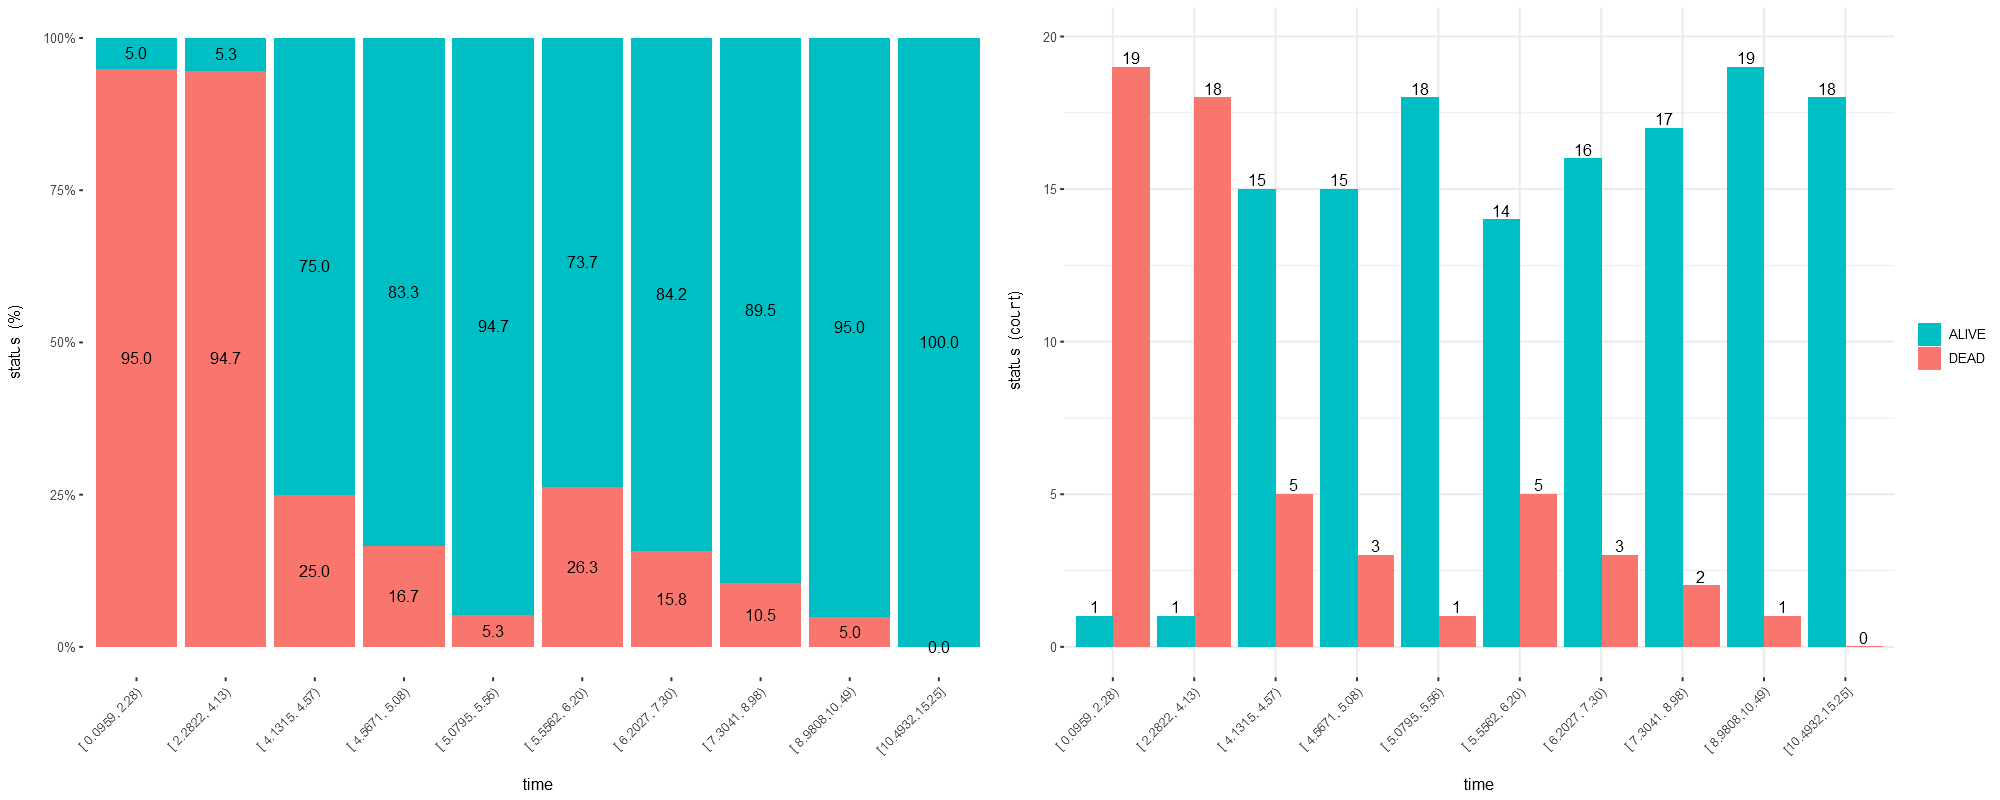 100%
75%
50%
25%
0%
status (%)
5.0
5.3
75.0
83.3
94.7
73.7
84.2
89.5
95.0
100.0
95.0
94.7
25.0
16.7
5.3
26.3
15.8
10.5
5.0
0.0
[ 0.0959, 2.28)
[ 2.2822, 4.13)
[ 4.1315, 4.57)
[ 4.5671, 5.08)
[ 5.0795, 5.56)
[ 5.5562, 6.20)
[ 6.2027, 7.30)
[ 7.3041, 8.98)
[ 8.9808,10.49)
[10.4932,15.25]
time
20
15
10
5
0
status (count)
1
19
1
18
15
5
15
3
18
1
14
5
16
3
17
2
19
1
18
0
[ 0.0959, 2.28)
[ 2.2822, 4.13)
[ 4.1315, 4.57)
[ 4.5671, 5.08)
[ 5.0795, 5.56)
[ 5.5562, 6.20)
[ 6.2027, 7.30)
[ 7.3041, 8.98)
[ 8.9808,10.49)
[10.4932,15.25]
time
ALIVE
DEAD